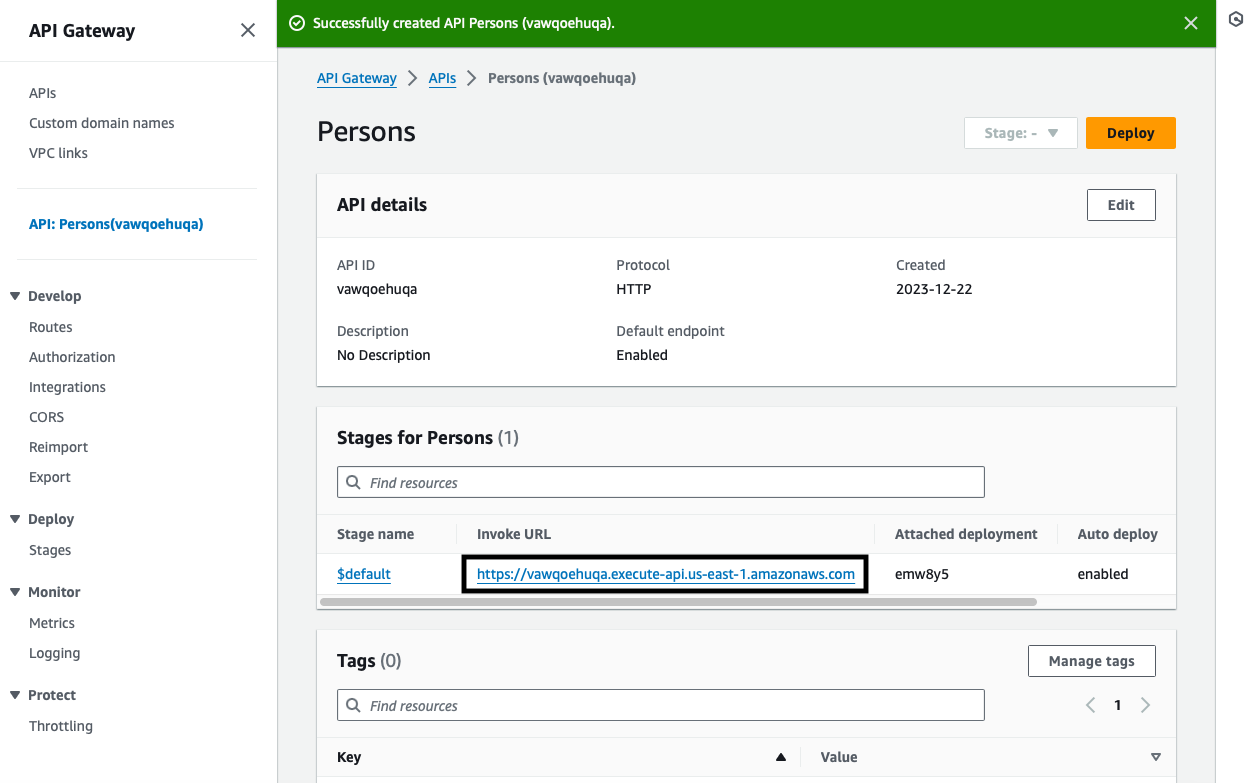 API Gateway
Successfully created API Persons (vawqoehuqa).
API Gateway > APIs > Persons (vawqoehuqa)
APIs
Custom domain names
VPC links
API: Persons(vawqoehuqa)
Develop
Routes
Authorization
Integrations
CORS
Reimport
Export
Deploy
Stages
Monitor
Metrics
Logging
Protect
Throttling
Persons
Stage: -
Deploy
API details
Edit
API ID Protocol Created
vawqoehuqa HTTP 2023-12-22
Description Default endpoint
No Description Enabled
Stages for Persons (1)
Find resources
Stage name Invoke URL Attached deployment Auto deploy
$default https://vawqoehuqa.execute-api.us-east-1.amazonaws.com emw8y5 enabled
Tags (0)
Manage tags
Find resources
1
Key Value